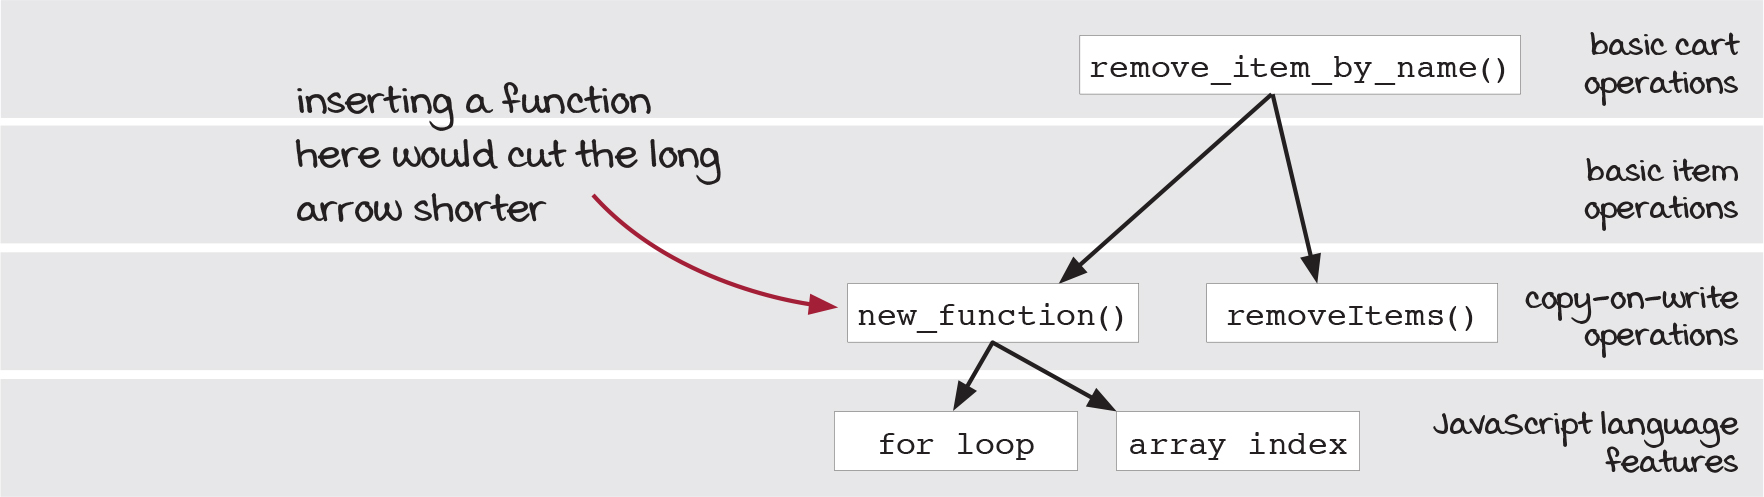 remove_item_by_name()
basic cart
operations
inserting a function
here would cut the long
arrow shorter
basic item
operations
new_function()
removeItems()
copy-on-write
operations
for loop
array index
JavaScript language
features